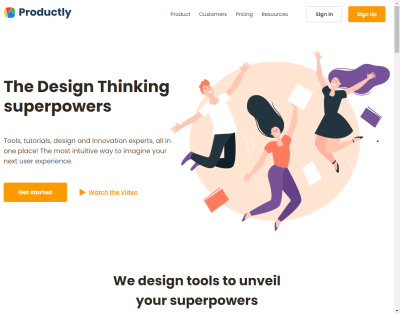 Productly
Product Customers Pricing Resources Sign In Sign Up
The Design Thinking
superpowers
Tools, tutorials, design and innovation experts, all in
one place! The most intuitive way to imagine your
next user experience.
Get started Watch the Video
We design tools to unveil
your superpowers